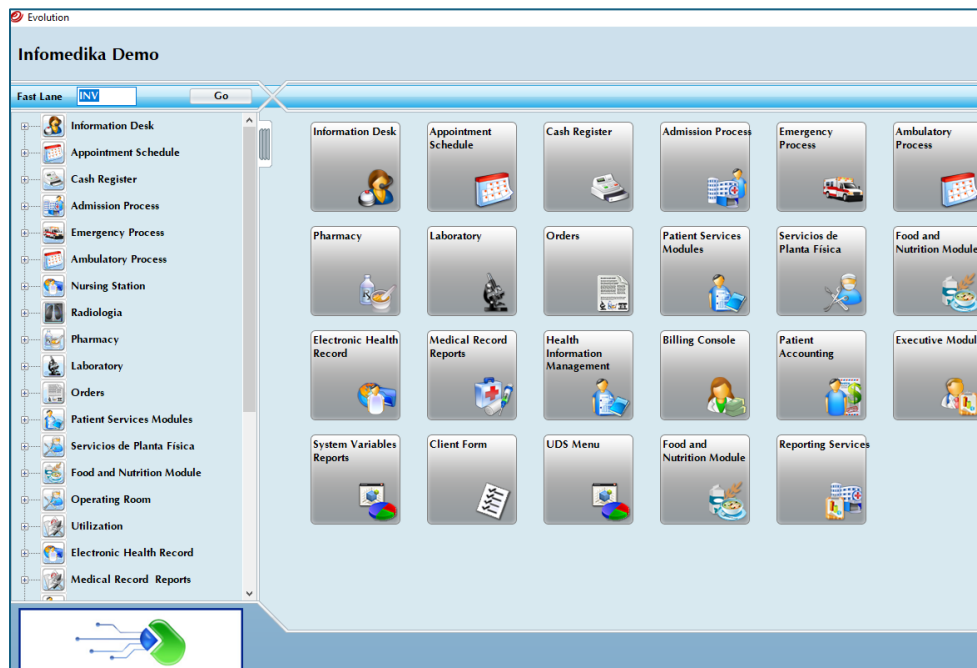 Evolution
Infomedika Demo
Fast Lane
INV
Go
Information Desk
Appointment Schedule
Cash Register
Admission Process
Emergency Process
Ambulatory Process
Nursing Station
Radiologia
Pharmacy
Laboratory
Orders
Patient Services Modules
Servicios de Planta Física
Food and Nutrition Module
Operating Room
Utilization
Electronic Health Record
Medical Record Reports
Information Desk
Appointment
Schedule
Cash Register
Admission Process
Emergency
Process
Ambulatory
Process
Pharmacy
Laboratory
Orders
Patient Services
Modules
Servicios de
Planta Física
Food and
Nutrition Module
Electronic Health
Record
Medical Record
Reports
Health
Information
Management
Billing Console
Patient
Accounting
Executive Modul
System Variables
Reports
Client Form
UDS Menu
Food and
Nutrition Module
Reporting Services